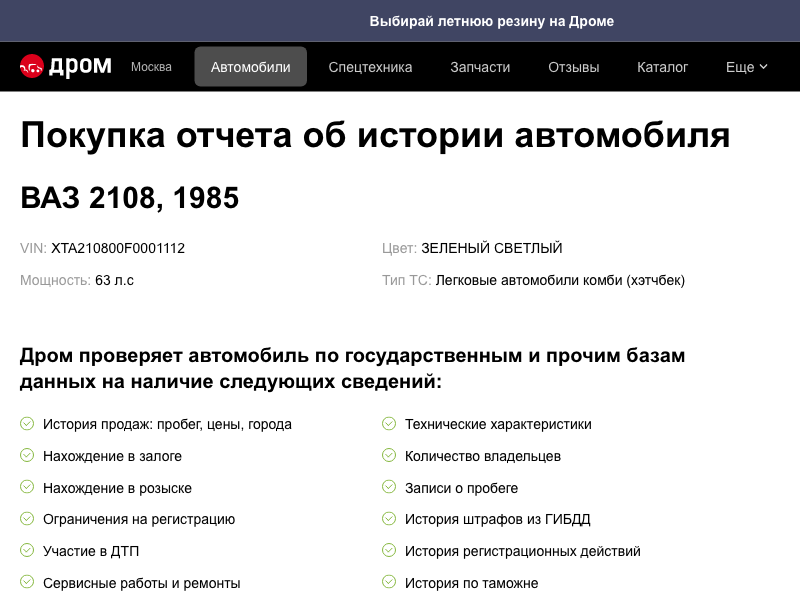 Выбирай летнюю резину на Дроме
дром Москва Автомобили Спецтехника Запчасти Отзывы Каталог Еще
Покупка отчета об истории автомобиля
ВАЗ 2108, 1985
VIN: XTA210800F0001112 Цвет: ЗЕЛЕНЫЙ СВЕТЛЫЙ
Мощность: 63 л.с Тип ТС: Легковые автомобили комби (хэтчбек)
Дром проверяет автомобиль по государственным и прочим базам
данных на наличие следующих сведений:
История продаж: пробег, цены, города Технические характеристики
Нахождение в залоге Количество владельцев
Нахождение в розыске Записи о пробеге
Ограничения на регистрацию История штрафов из ГИБДД
Участие в ДТП История регистрационных действий
Сервисные работы и ремонты История по таможне